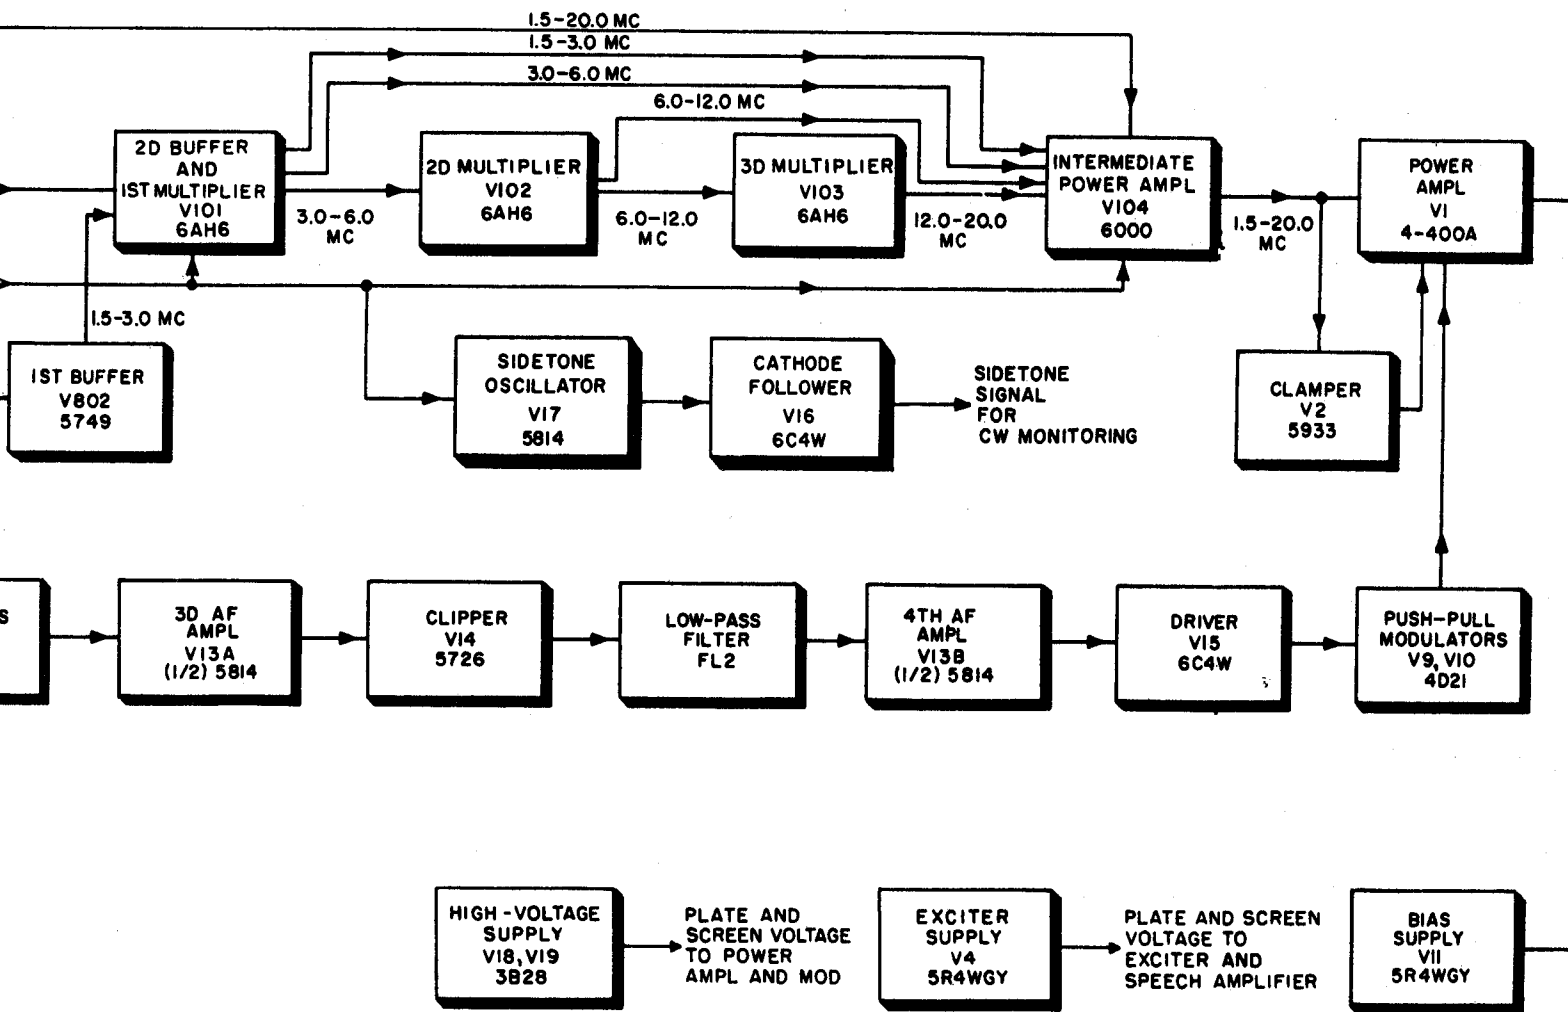 1.5-20.0 MC
1.5-3.0 MC
3.0-6.0 MC
6.0-12.0 MC
2D BUFFER
AND
1ST MULTIPLIER
V101
6AH6
3.0-6.0
MC
2D MULTIPLIER
V102
6AH6
6.0-12.0
MC
3D MULTIPLIER
V103
6AH6
12.0-20.0
MC
INTERMEDIATE
POWER AMPL
V104
6000
1.5-20.0
MC
POWER
AMPL
V1
4-400A
1.5-3.0 MC
1ST BUFFER
V802
5749
SIDETONE
OSCILLATOR
V17
5814
CATHODE
FOLLOWER
V16
6C4W
SIDETONE
SIGNAL
FOR
CW MONITORING
CLAMPER
V2
5933
S
3D AF
AMPL
V13A
(1/2) 5814
CLIPPER
V14
5726
LOW-PASS
FILTER
FL2
4TH AF
AMPL
V13B
(1/2) 5814
DRIVER
V15
6C4W
PUSH-PULL
MODULATORS
V9, V10
4D21
HIGH-VOLTAGE
SUPPLY
V18, V19
3B28
PLATE AND
SCREEN VOLTAGE
TO POWER
AMPL AND MOD
EXCITER
SUPPLY
V4
5R4WGY
PLATE AND SCREEN
VOLTAGE TO
EXCITER AND
SPEECH AMPLIFIER
BIAS
SUPPLY
V11
5R4WGY